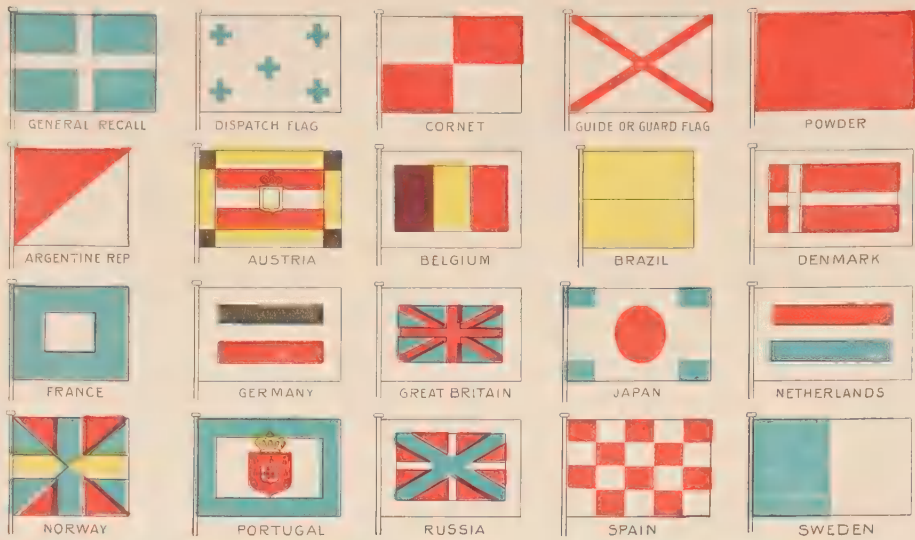 GENERAL RECALL
DISPATCH FLAG
CORNET
GUIDE OR GUARD FLAG
POWDER
ARGENTINE REP
AUSTRIA
BELGIUM
BRAZIL
DENMARK
FRANCE
GERMANY
GREAT BRITAIN
JAPAN
NETHERLANDS
NORWAY
PORTUGAL
RUSSIA
SPAIN
SWEDEN